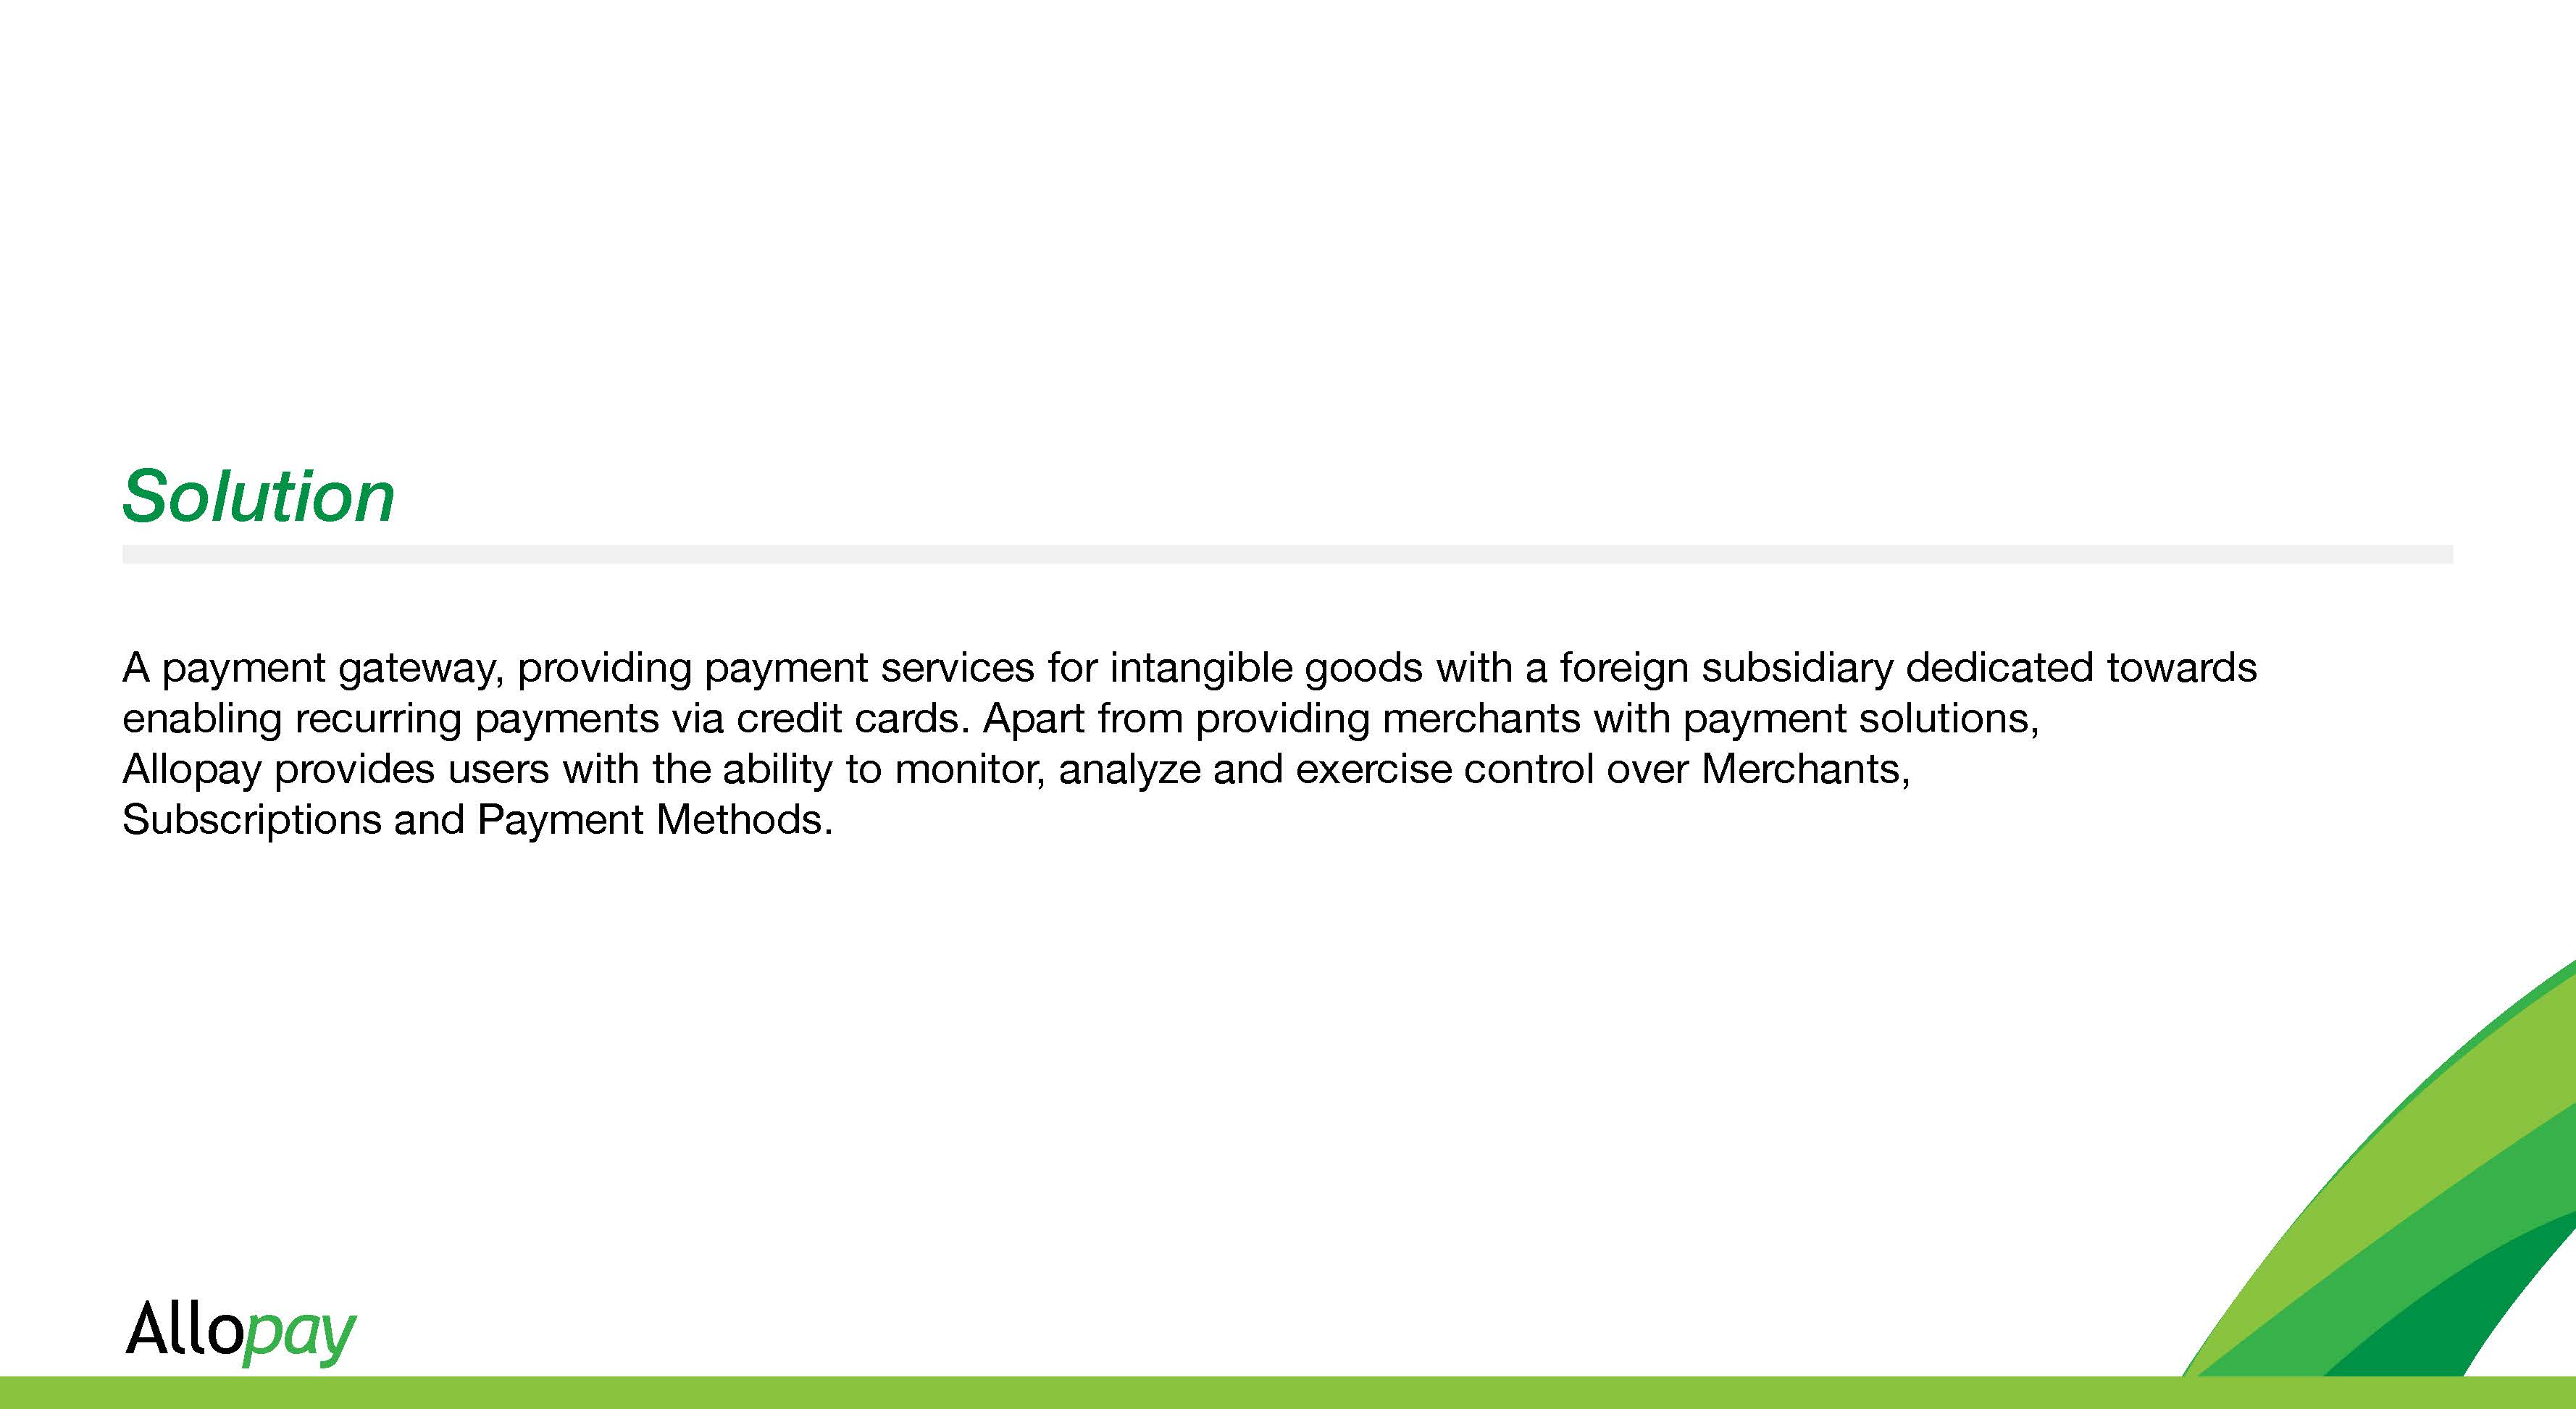 Solution
A payment gateway, providing payment services for intangible goods with a foreign subsidiary dedicated towards
enabling recurring payments via credit cards. Apart from providing merchants with payment solutions,
Allopay provides users with the ability to monitor, analyze and exercise control over Merchants,
Subscriptions and Payment Methods.
Allopay